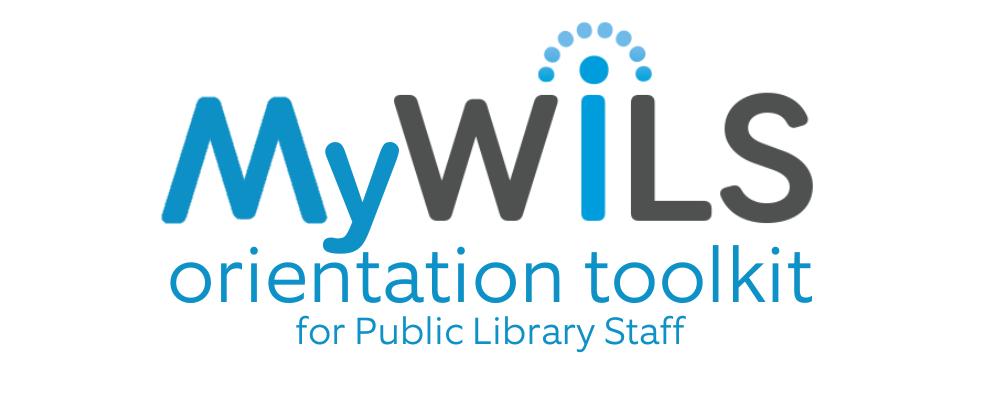 MyWiLS
orientation toolkit
for Public Library Staff